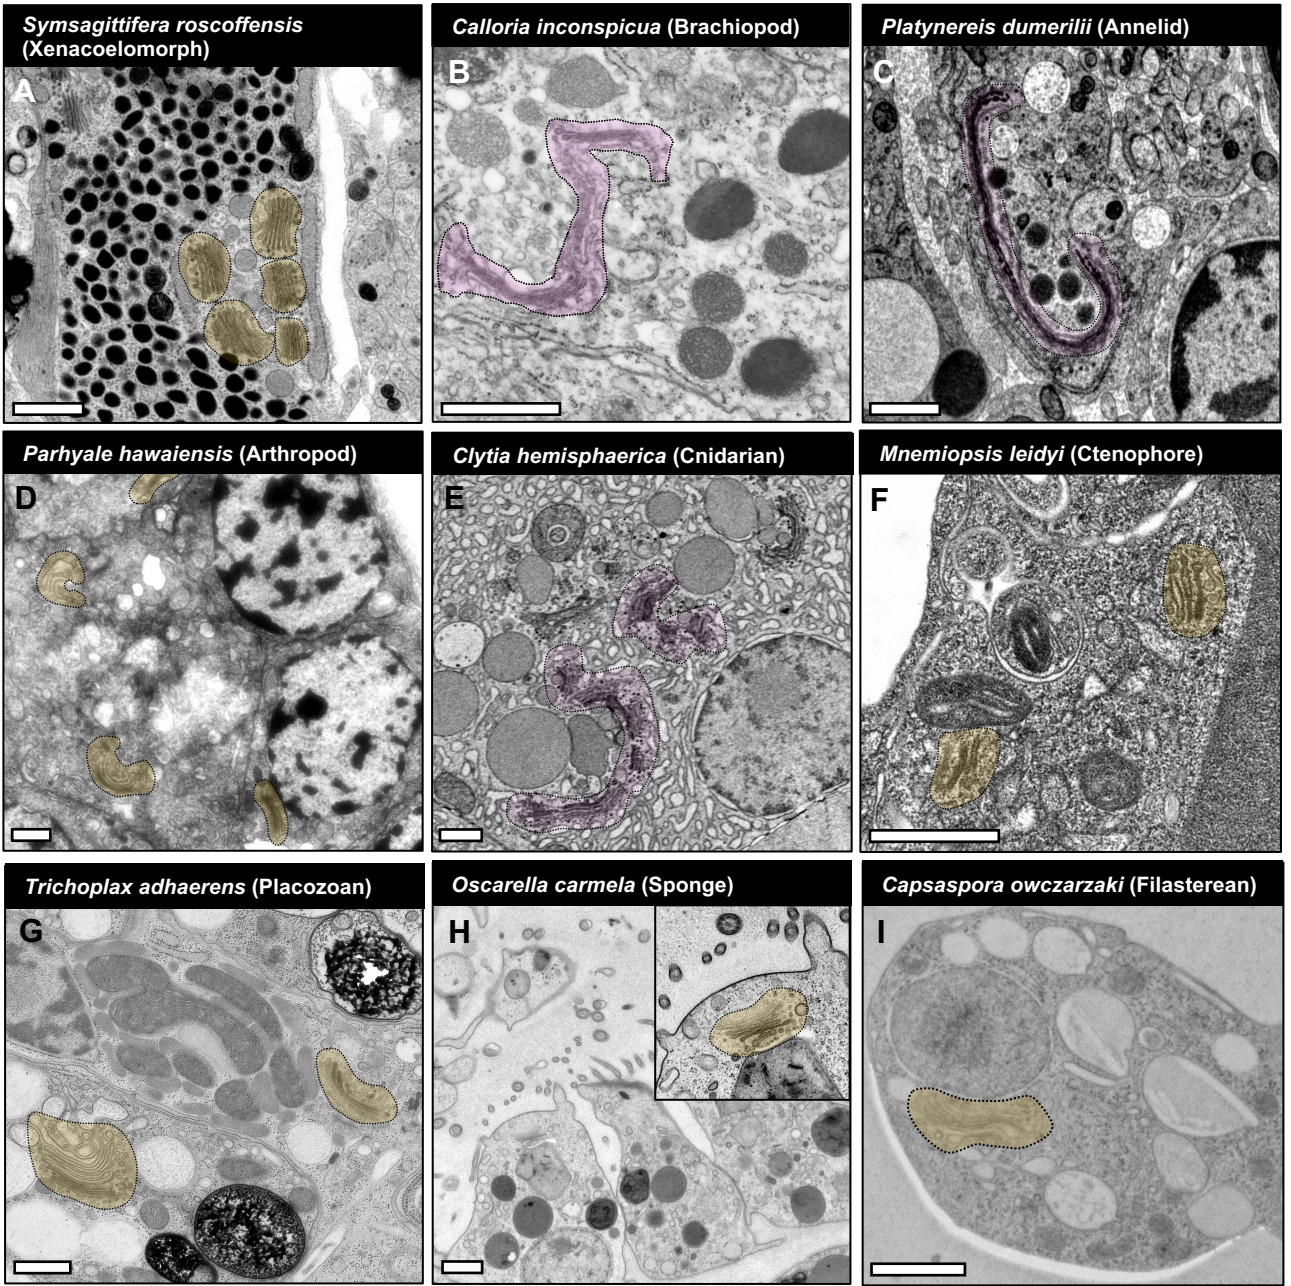 Symsagittifera roscoffensis
(Xenacoelomorph)
A
Calloria inconspicua (Brachiopod)
B
Platynereis dumerilii (Annelid)
C
Parhyale hawaiensis (Arthropod)
D
Clytia hemisphaerica (Cnidarian)
E
Mnemiopsis leidyi (Ctenophore)
F
Trichoplax adhaerens (Placozoan)
G
Oscarella carmela (Sponge)
H
Capsaspora owczarzaki (Filasterean)
I